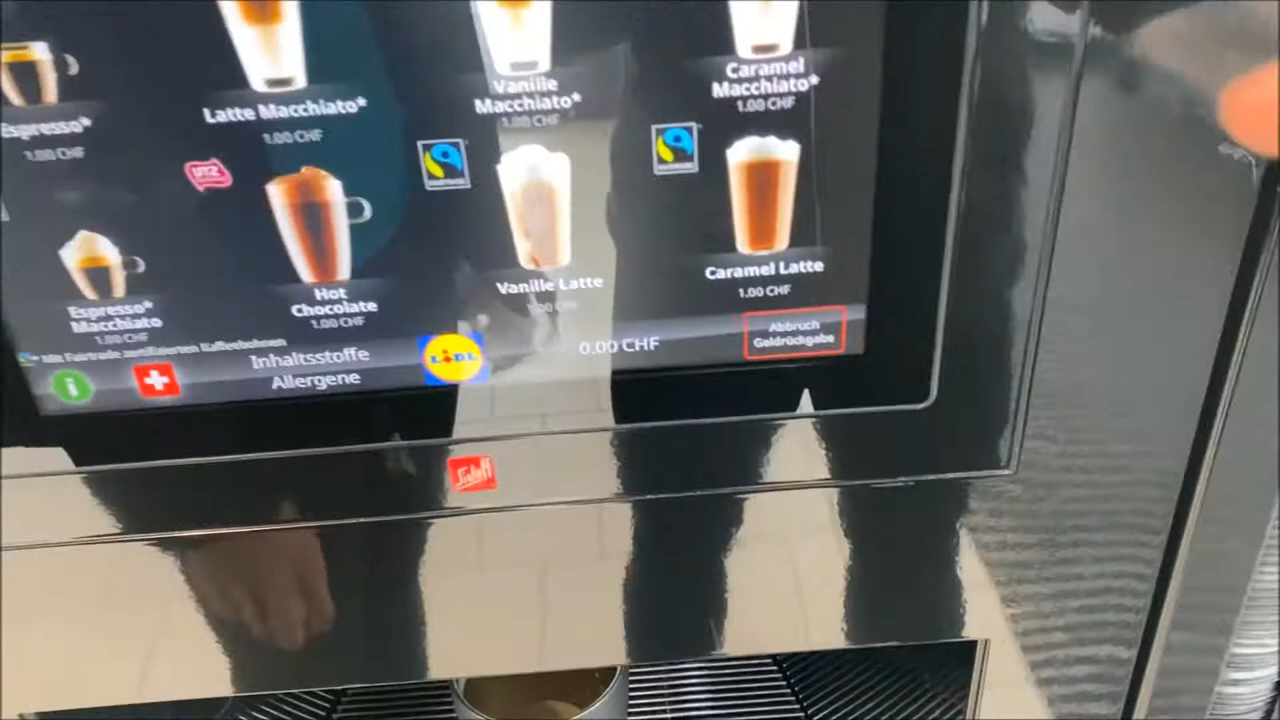 Espresso*
1.00 CHF
Latte Macchiato*
1.00 CHF
Vanille
Macchiato*
1.00 CHF
Caramel
Macchiato*
1.00 CHF
UTZ
Espresso*
Macchiato
1.00 CHF
Hot
Chocolate
1.00 CHF
Vanille Latte
1.00 CHF
Caramel Latte
1.00 CHF
Mit Fairtrade zertifizierten Kaffeebohnen
i
Inhaltsstoffe
Allergene
LIDL
0.00 CHF
Abbruch
Geldrückgabe